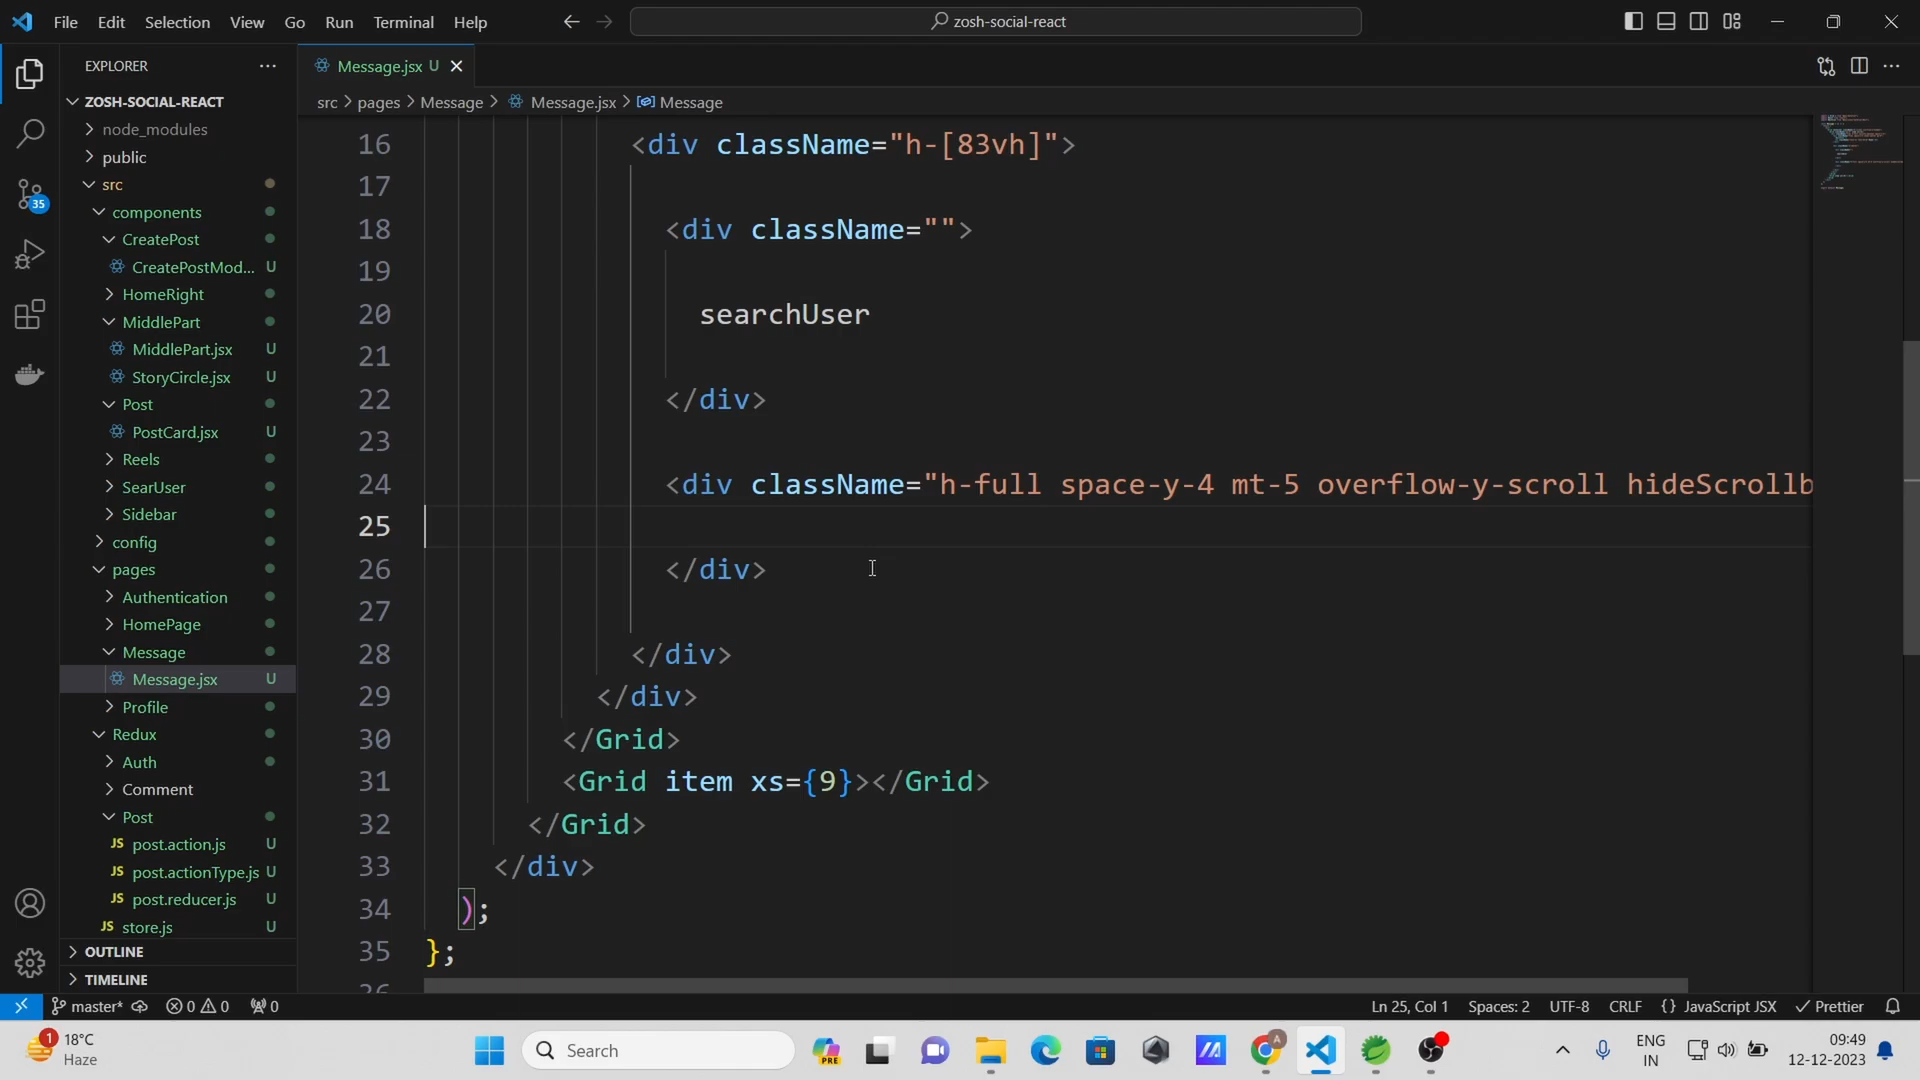 File Edit Selection View Go Run Terminal Help
zosh-social-react
EXPLORER
Message.jsx U
ZOSH-SOCIAL-REACT
src > pages > Message > Message.jsx > Message
node_modules
public
src
components
CreatePost
CreatePostMod... U
HomeRight
MiddlePart
MiddlePart.jsx U
StoryCircle.jsx U
Post
PostCard.jsx U
Reels
SearUser
Sidebar
config
pages
Authentication
HomePage
Message
Message.jsx U
Profile
Redux
Auth
Comment
Post
JS post.action.js U
JS post.actionType.js U
JS post.reducer.js U
JS store.js U
OUTLINE
TIMELINE
35
16 <div className="h-[83vh]">
17
18 <div className="">
19
20 searchUser
21
22 </div>
23
24 <div className="h-full space-y-4 mt-5 overflow-y-scroll hideScrollb
25
26 </div>
27
28 </div>
29 </div>
30 </Grid>
31 <Grid item xs={9}></Grid>
32 </Grid>
33 </div>
34 );
35 };
master* 0 0 0
Ln 25, Col 1 Spaces: 2 UTF-8 CRLF {} JavaScript JSX Prettier
1
18°C
Haze
Search
PRE
A
ENG
IN
09:49
12-12-2023